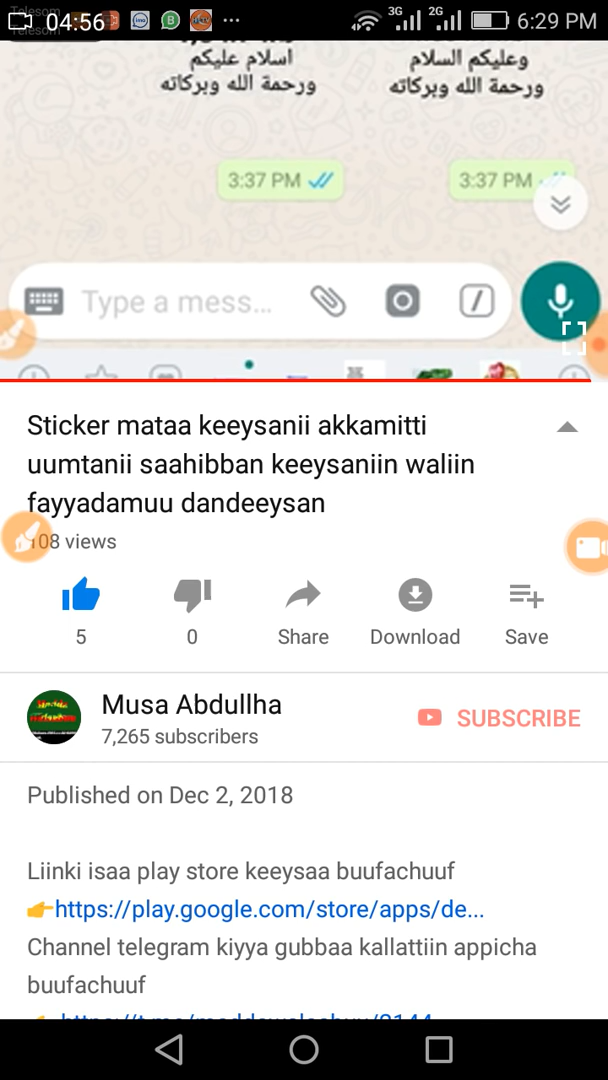 Telesom
04:56
3G
2G
6:29 PM
Telesom
اسلام عليكم
ورحمة الله وبركاته
وعليكم السلام
ورحمة الله وبركاته
3:37 PM
3:37 PM
Type a mess...
Sticker mataa keeysanii akkamitti
uumtanii saahibban keeysaniin waliin
fayyadamuu dandeeysan
108 views
5
0
Share
Download
Save
Musa Abdullha
7,265 subscribers
SUBSCRIBE
Published on Dec 2, 2018
Liinki isaa play store keeysaa buufachuuf
👉https://play.google.com/store/apps/de...
Channel telegram kiyya gubbaa kallattiin appicha
buufachuuf